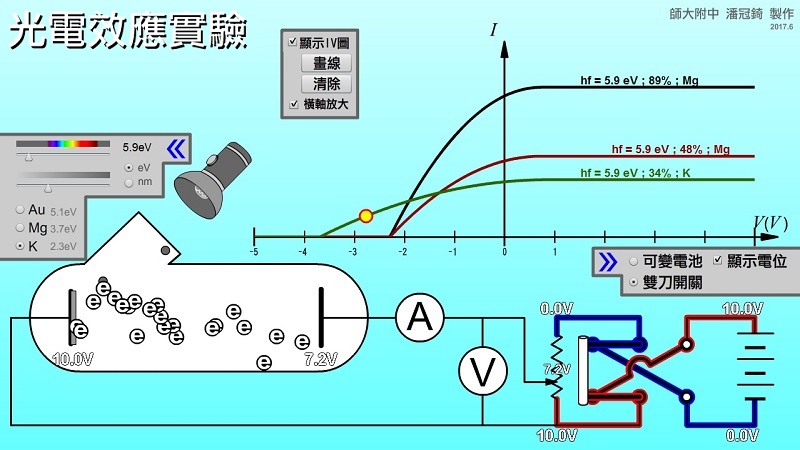 光電效應實驗
師大附中 潘冠錡 製作
2017.6
顯示IV圖
畫線
清除
橫軸放大
I
hf = 5.9 eV ; 89% ; Mg
hf = 5.9 eV ; 48% ; Mg
hf = 5.9 eV ; 34% ; K
V(V)
-5 -4 -3 -2 -1 0 1
5.9eV
eV
nm
Au 5.1eV
Mg 3.7eV
K 2.3eV
可變電池 顯示電位
雙刀開關
e e e e e e e e e e e e e e e e e e e e
10.0V 7.2V
A
V
0.0V 10.0V
7.2V
10.0V 0.0V